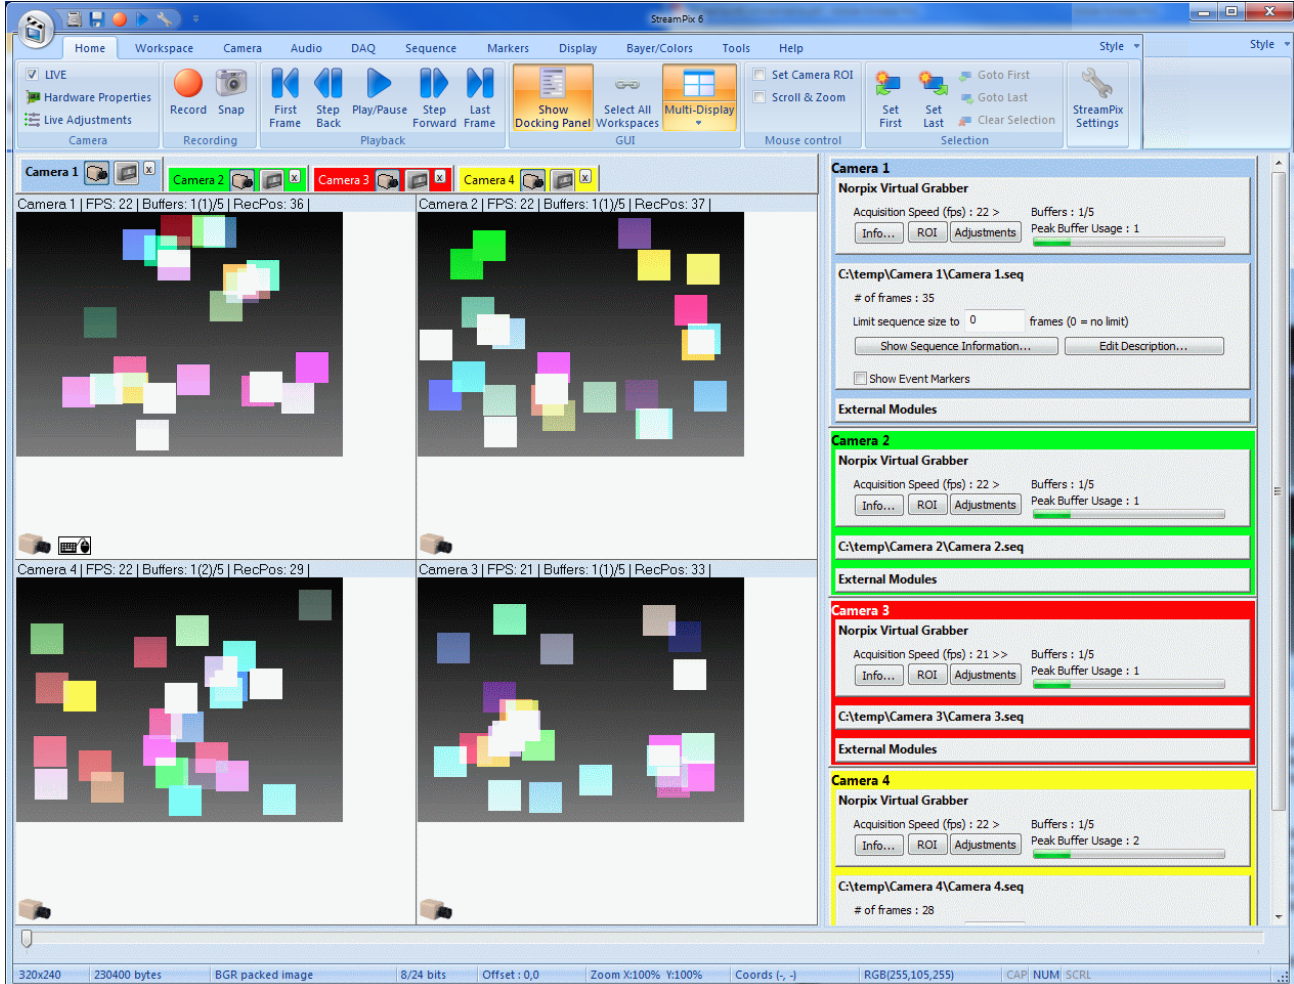 StreamPix 6
Home Workspace Camera Audio DAQ Sequence Markers Display Bayer/Colors Tools Help Style Style
LIVE
Hardware Properties
Live Adjustments
Camera
Record Snap
Recording
First Frame Step Back Play/Pause Step Forward Last Frame
Playback
Show Docking Panel Select All Workspaces Multi-Display
GUI
Set Camera ROI
Scroll & Zoom
Mouse control
Set First Set Last
Goto First
Goto Last
Clear Selection
Selection
StreamPix Settings
Camera 1 x Camera 2 x Camera 3 x Camera 4 x
Camera 1 | FPS: 22 | Buffers: 1(1)/5 | RecPos: 36 |
Camera 2 | FPS: 22 | Buffers: 1(1)/5 | RecPos: 37 |
Camera 4 | FPS: 22 | Buffers: 1(2)/5 | RecPos: 29 |
Camera 3 | FPS: 21 | Buffers: 1(1)/5 | RecPos: 33 |
Camera 1
Norpix Virtual Grabber
Acquisition Speed (fps) : 22 > Buffers : 1/5
Info... ROI Adjustments Peak Buffer Usage : 1
C:\temp\Camera 1\Camera 1.seq
# of frames : 35
Limit sequence size to 0 frames (0 = no limit)
Show Sequence Information... Edit Description...
Show Event Markers
External Modules
Camera 2
Norpix Virtual Grabber
Acquisition Speed (fps) : 22 > Buffers : 1/5
Info... ROI Adjustments Peak Buffer Usage : 1
C:\temp\Camera 2\Camera 2.seq
External Modules
Camera 3
Norpix Virtual Grabber
Acquisition Speed (fps) : 21 >> Buffers : 1/5
Info... ROI Adjustments Peak Buffer Usage : 1
C:\temp\Camera 3\Camera 3.seq
External Modules
Camera 4
Norpix Virtual Grabber
Acquisition Speed (fps) : 22 > Buffers : 1/5
Info... ROI Adjustments Peak Buffer Usage : 2
C:\temp\Camera 4\Camera 4.seq
# of frames : 28
320x240 230400 bytes BGR packed image 8/24 bits Offset : 0,0 Zoom X:100% Y:100% Coords (-, -) RGB(255,105,255) CAP NUM SCRL